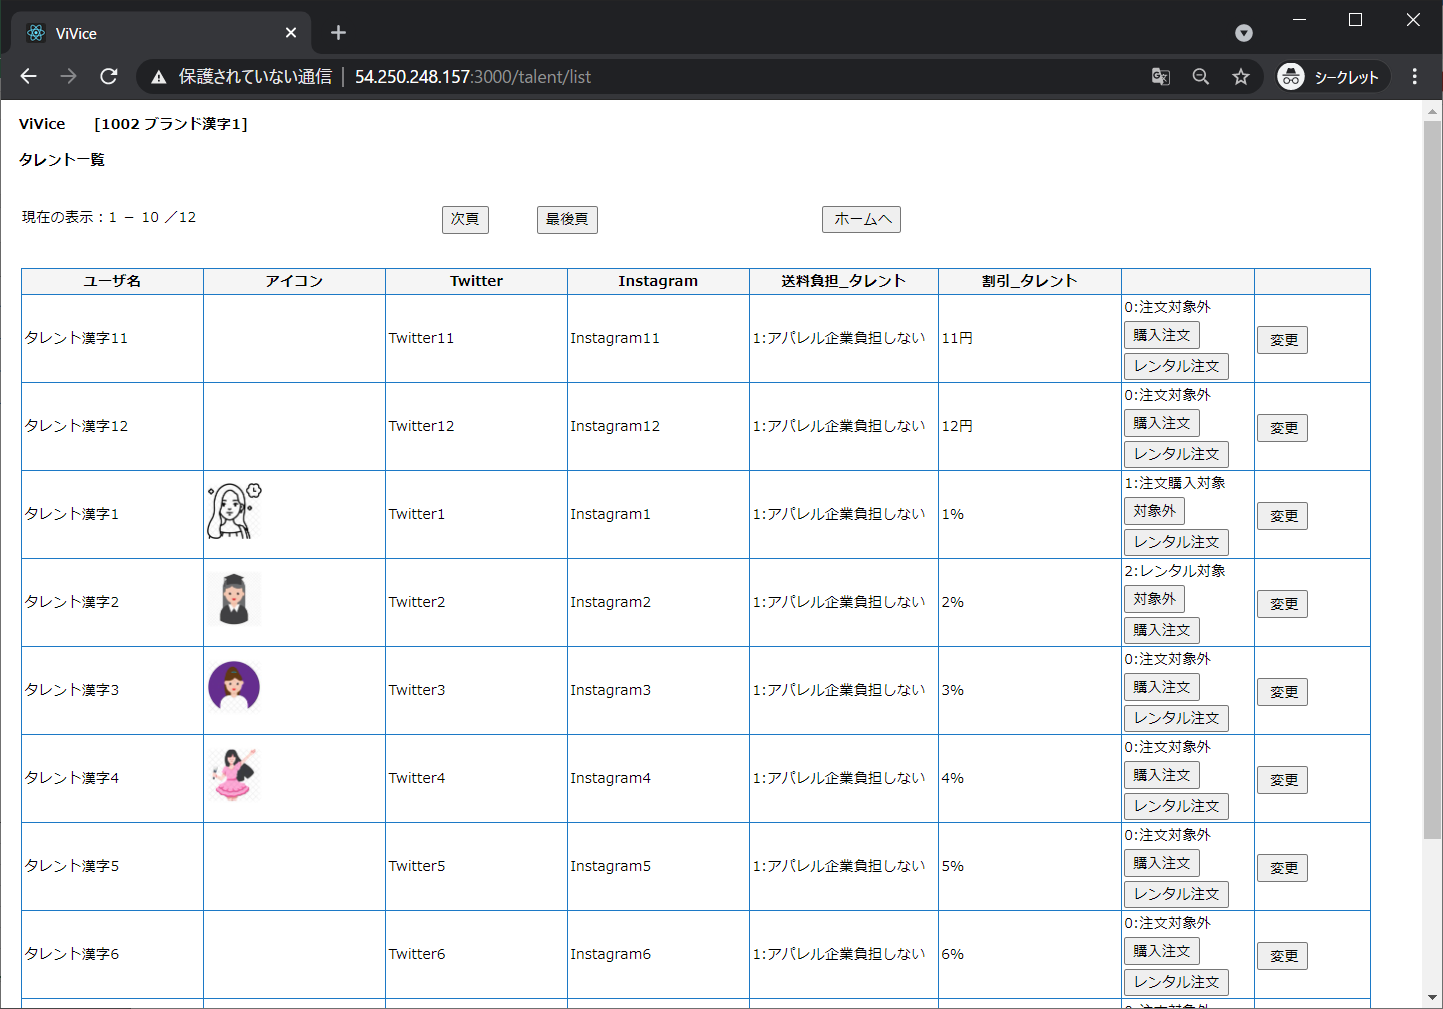 ViVice
保護されていない通信 54.250.248.157:3000/talent/list シークレット
ViVice [1002 ブランド漢字1]
タレント一覧
現在の表示：1 － 10 ／12 次頁 最後頁 ホームへ
ユーザ名 アイコン Twitter Instagram 送料負担_タレント 割引_タレント
0:注文対象外
タレント漢字11 Twitter11 Instagram11 1:アパレル企業負担しない 11円 購入注文 変更
レンタル注文
0:注文対象外
タレント漢字12 Twitter12 Instagram12 1:アパレル企業負担しない 12円 購入注文 変更
レンタル注文
1:注文購入対象
タレント漢字1 Twitter1 Instagram1 1:アパレル企業負担しない 1% 対象外 変更
レンタル注文
2:レンタル対象
タレント漢字2 Twitter2 Instagram2 1:アパレル企業負担しない 2% 対象外 変更
購入注文
0:注文対象外
タレント漢字3 Twitter3 Instagram3 1:アパレル企業負担しない 3% 購入注文 変更
レンタル注文
0:注文対象外
タレント漢字4 Twitter4 Instagram4 1:アパレル企業負担しない 4% 購入注文 変更
レンタル注文
0:注文対象外
タレント漢字5 Twitter5 Instagram5 1:アパレル企業負担しない 5% 購入注文 変更
レンタル注文
0:注文対象外
タレント漢字6 Twitter6 Instagram6 1:アパレル企業負担しない 6% 購入注文 変更
レンタル注文